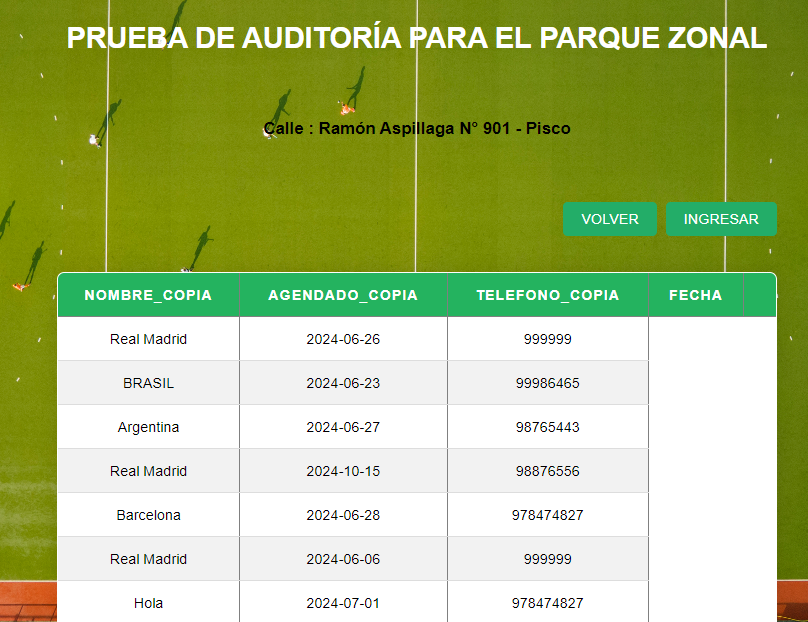 PRUEBA DE AUDITORÍA PARA EL PARQUE ZONAL
Calle : Ramón Aspillaga N° 901 - Pisco
VOLVER INGRESAR
NOMBRE_COPIA AGENDADO_COPIA TELEFONO_COPIA FECHA
Real Madrid 2024-06-26 999999
BRASIL 2024-06-23 99986465
Argentina 2024-06-27 98765443
Real Madrid 2024-10-15 98876556
Barcelona 2024-06-28 978474827
Real Madrid 2024-06-06 999999
Hola 2024-07-01 978474827